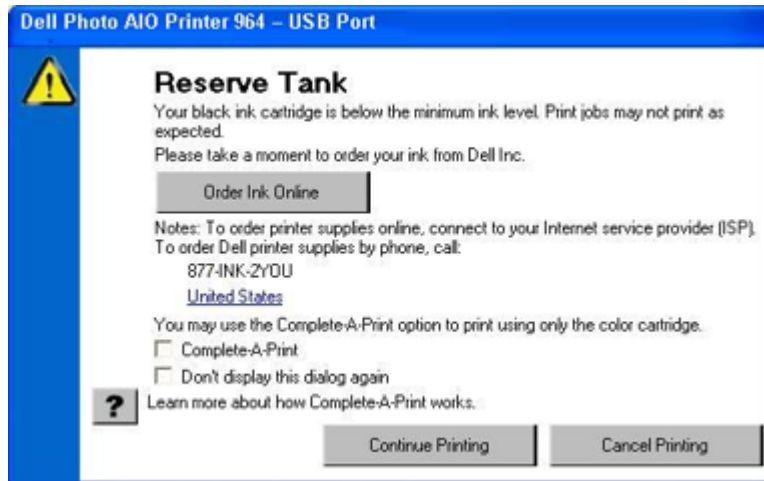 Dell Photo AIO Printer 964 – USB Port
Reserve Tank
Your black ink cartridge is below the minimum ink level. Print jobs may not print as
expected.
Please take a moment to order your ink from Dell Inc.
Order Ink Online
Notes: To order printer supplies online, connect to your Internet service provider (ISP).
To order Dell printer supplies by phone, call:
877-INK-2YOU
United States
You may use the Complete-A-Print option to print using only the color cartridge.
Complete-A-Print
Don't display this dialog again
? Learn more about how Complete-A-Print works.
Continue Printing Cancel Printing